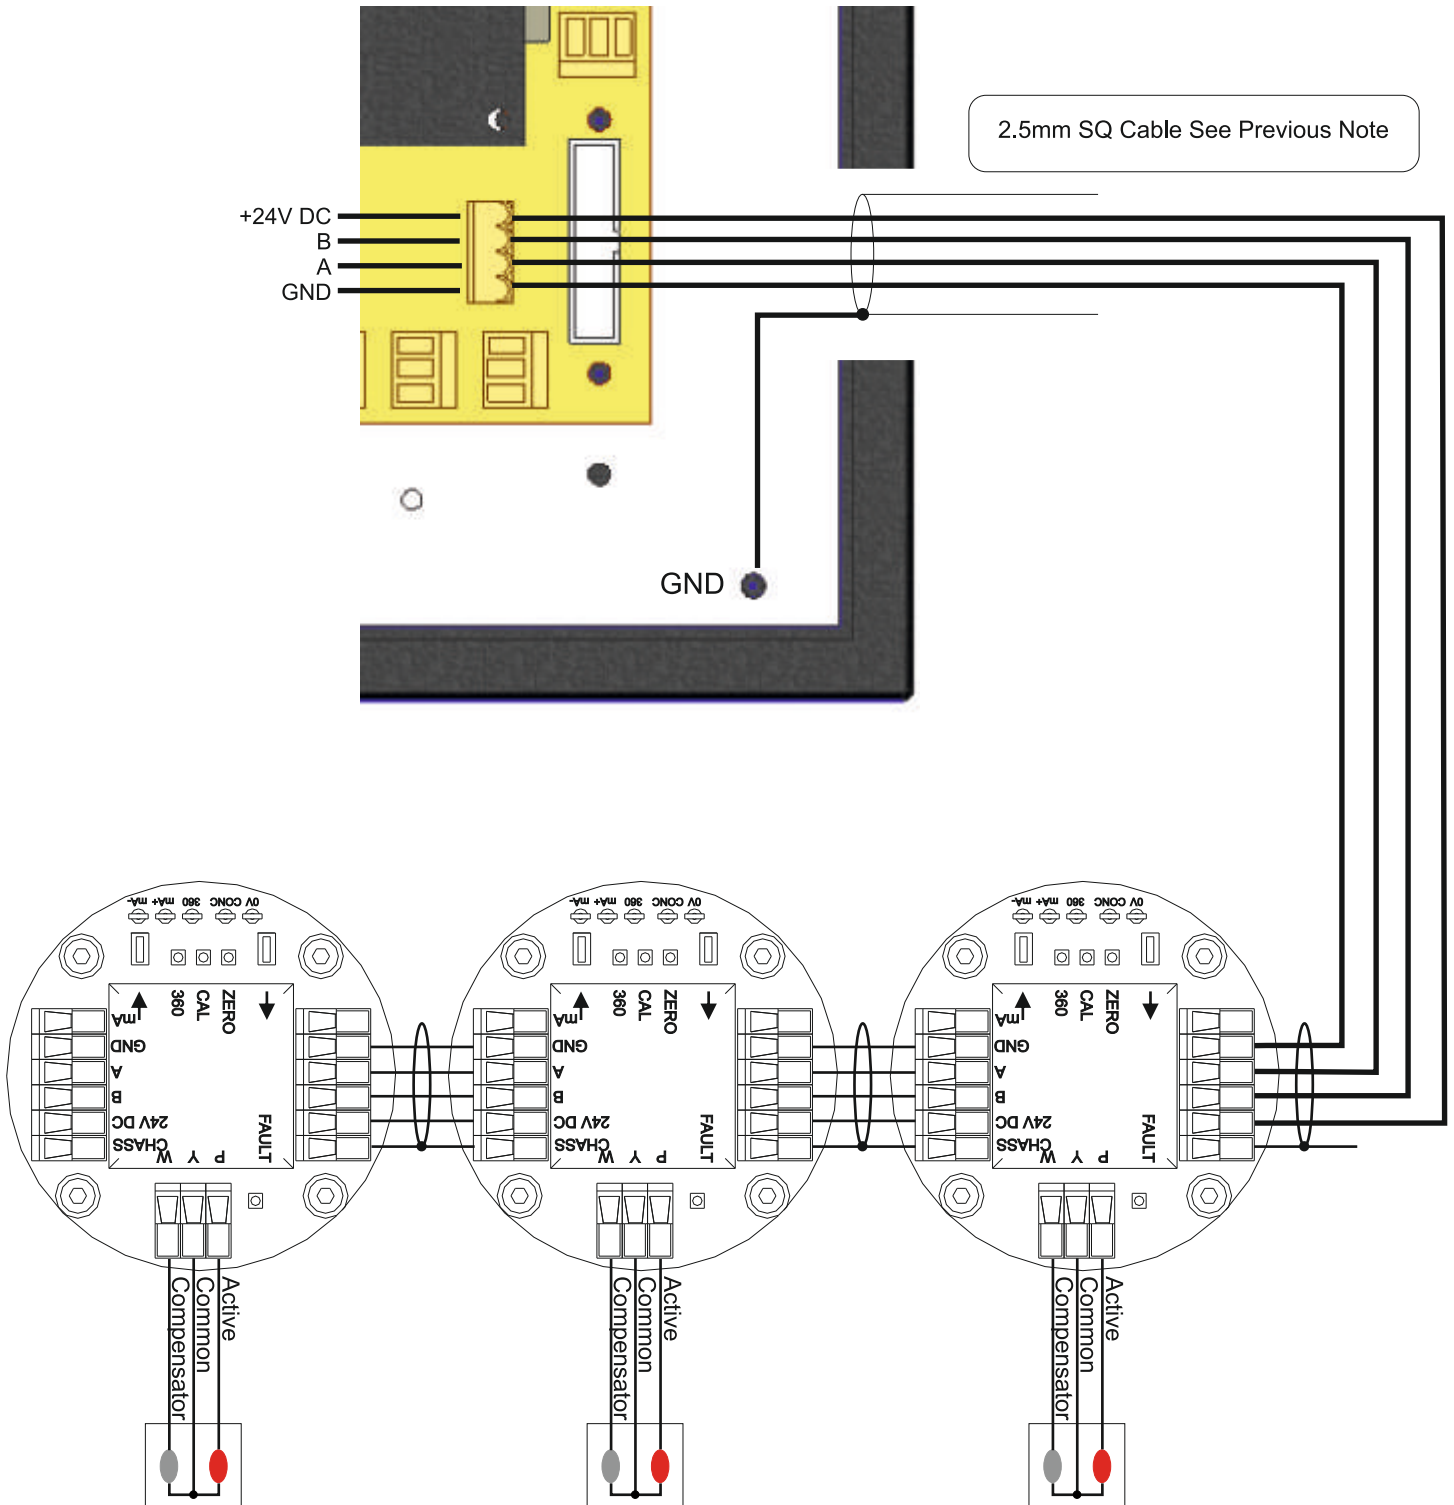 2.5mm SQ Cable See Previous Note
+24V DC
B
A
GND
GND
mA-
mA+
360
CONC
0V
mA-
mA+
360
CONC
0V
mA-
mA+
360
CONC
0V
360
CAL
ZERO
mA
GND
A
B
24V DC
CHASS
W
Y
P
FAULT
360
CAL
ZERO
mA
GND
A
B
24V DC
CHASS
W
Y
P
FAULT
360
CAL
ZERO
mA
GND
A
B
24V DC
CHASS
W
Y
P
FAULT
Compensator
Common
Active
Compensator
Common
Active
Compensator
Common
Active